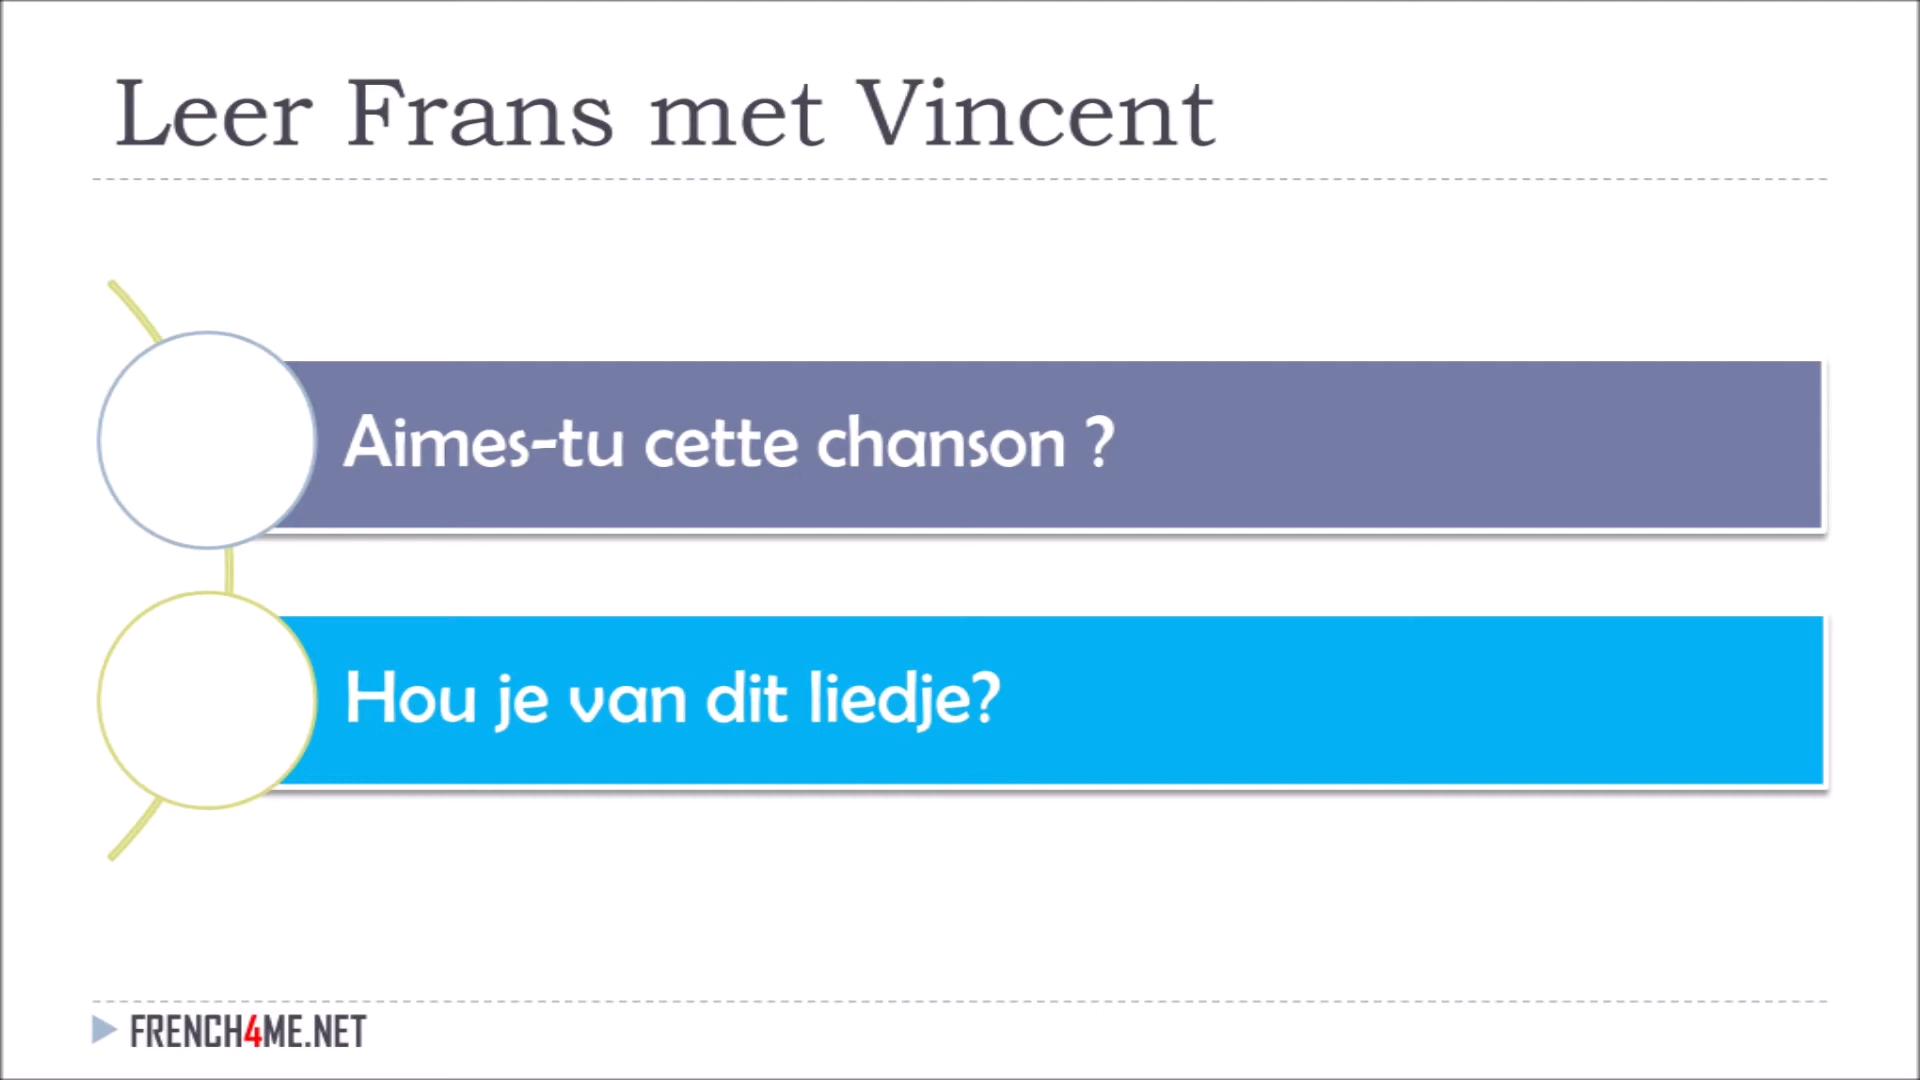 Leer Frans met Vincent
Aimes-tu cette chanson ?
Hou je van dit liedje?
FRENCH4ME.NET